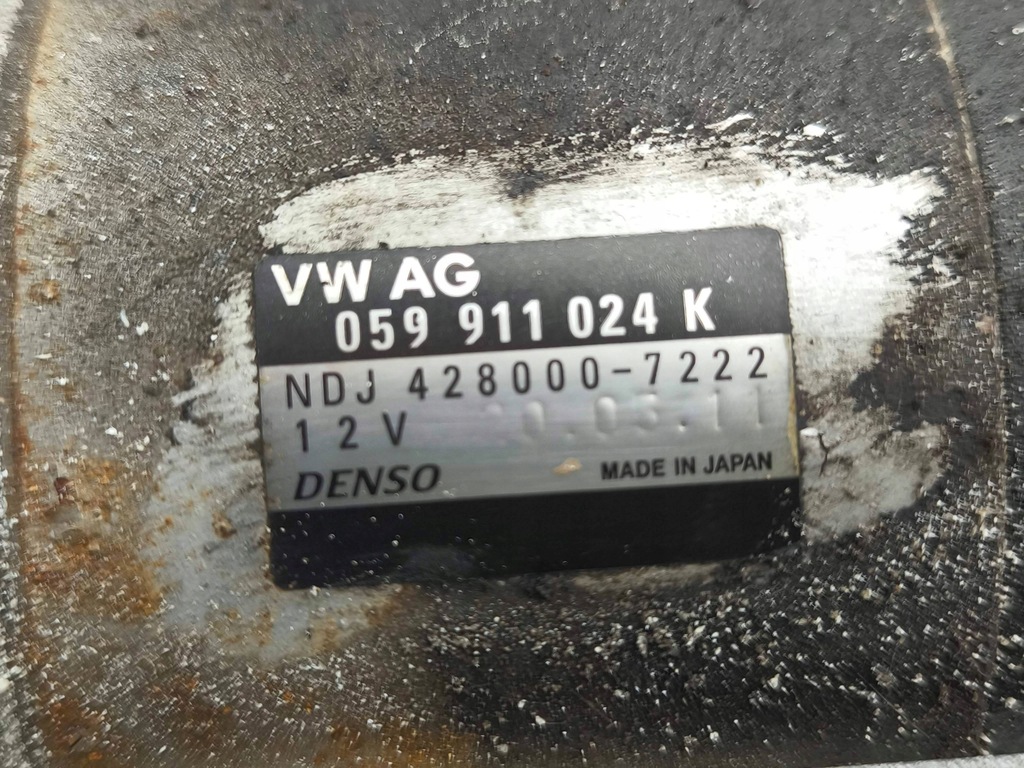 VW AG
059 911 024 K
NDJ 428000-7222
12V
DENSO MADE IN JAPAN